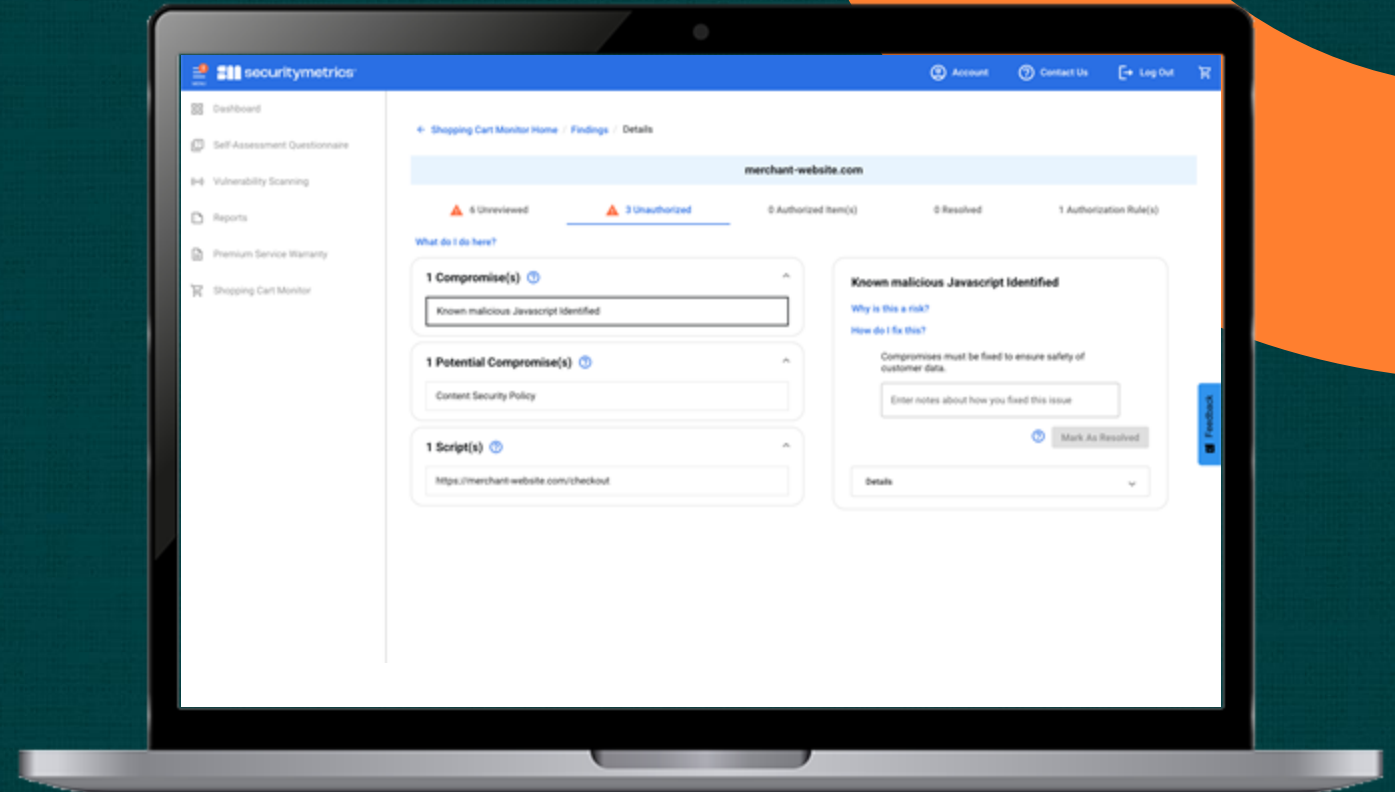 securitymetrics
Account
Contact Us
Log Out
Dashboard
Self-Assessment Questionnaire
Vulnerability Scanning
Reports
Premium Service Warranty
Shopping Cart Monitor
Shopping Cart Monitor Home / Findings / Details
merchant-website.com
6 Unreviewed
3 Unauthorized
0 Authorized Item(s)
0 Resolved
1 Authorization Rule(s)
What do I do here?
1 Compromise(s)
Known malicious Javascript Identified
1 Potential Compromise(s)
Content Security Policy
1 Script(s)
https://merchant-website.com/checkout
Known malicious Javascript Identified
Why is this a risk?
How do I fix this?
Compromises must be fixed to ensure safety of
customer data.
Enter notes about how you fixed this issue
Mark As Resolved
Details
Feedback